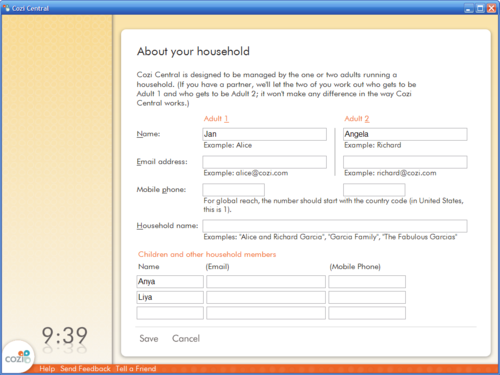 Cozi Central
About your household
Cozi Central is designed to be managed by the one or two adults running a
household. (If you have a partner, we'll let the two of you work out who gets to be
Adult 1 and who gets to be Adult 2; it won't make any difference in the way Cozi
Central works.)
Adult 1 Adult 2
Name: Jan Angela
Example: Alice Example: Richard
Email address:
Example: alice@cozi.com Example: richard@cozi.com
Mobile phone:
For global reach, the number should start with the country code (in United States,
this is 1).
Household name:
Examples: "Alice and Richard Garcia", "Garcia Family", "The Fabulous Garcias"
Children and other household members
Name (Email) (Mobile Phone)
Anya
Liya
Save Cancel
9:39
cozi
Help Send Feedback Tell a Friend